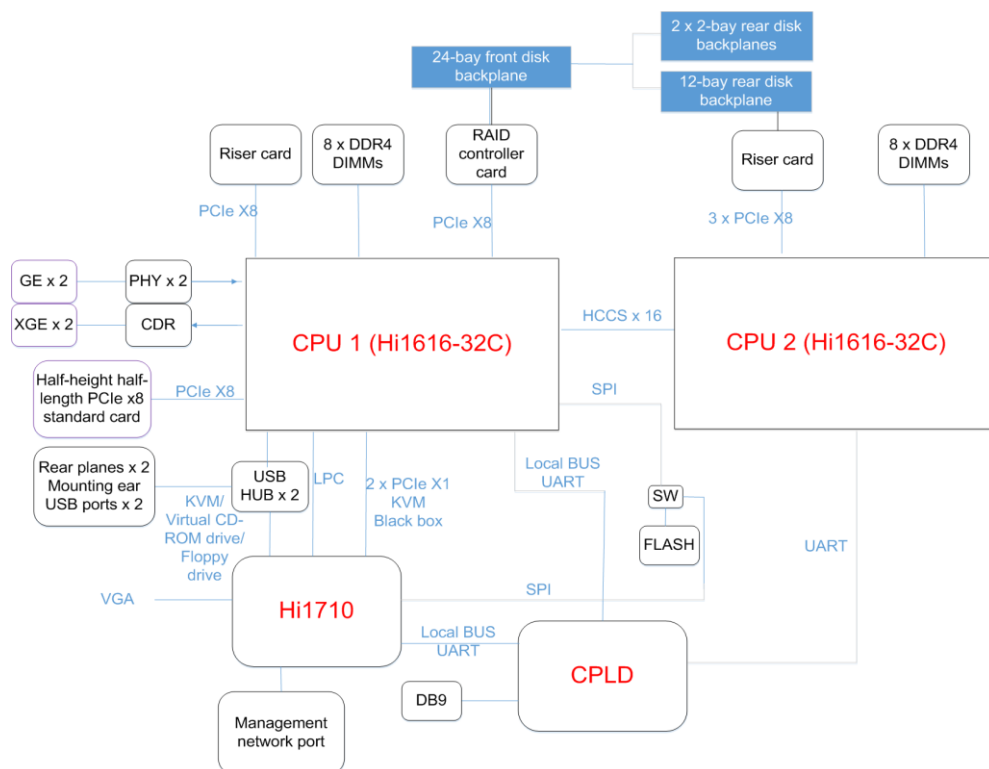 2 x 2-bay rear disk
backplanes
24-bay front disk
backplane
12-bay rear disk
backplane
Riser card
8 x DDR4
DIMMs
RAID
controller
card
Riser card
8 x DDR4
DIMMs
PCIe X8
PCIe X8
3 x PCIe X8
GE x 2
PHY x 2
XGE x 2
CDR
CPU 1 (Hi1616-32C)
HCCS x 16
CPU 2 (Hi1616-32C)
Half-height half-
length PCIe x8
standard card
PCIe X8
SPI
Rear planes x 2
Mounting ear
USB ports x 2
USB
HUB x 2
LPC
2 x PCIe X1
KVM
Black box
Local BUS
UART
SW
FLASH
UART
KVM/
Virtual CD-
ROM drive/
Floppy
drive
VGA
Hi1710
SPI
Local BUS
UART
CPLD
DB9
Management
network port